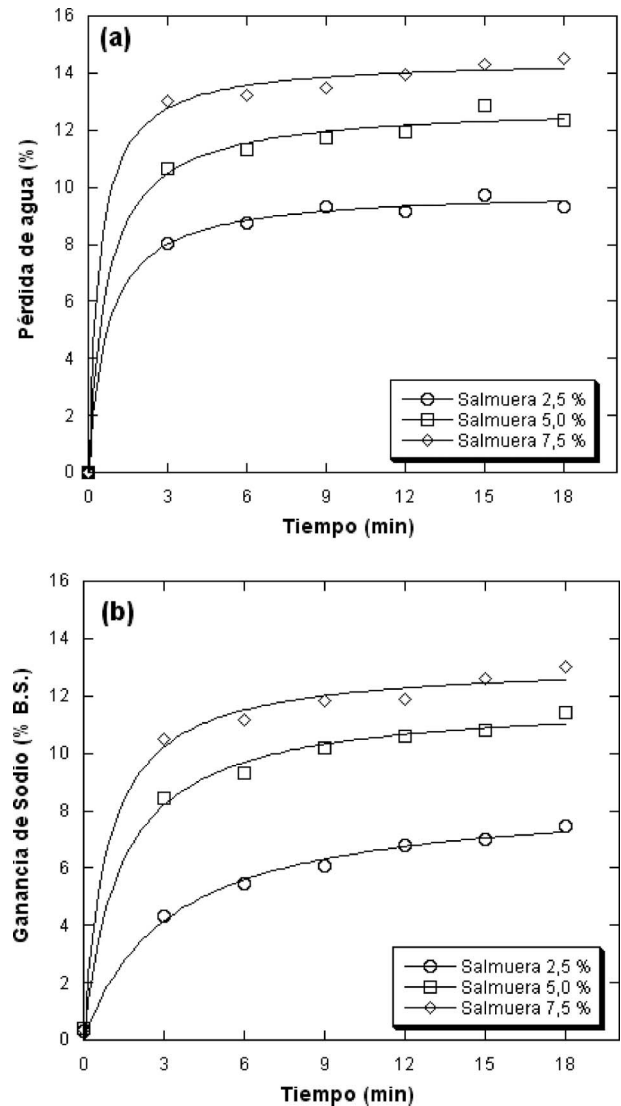 (a)
Pérdida de agua (%)
16
14
12
10
8
6
4
2
0
Salmuera 2,5 %
Salmuera 5,0 %
Salmuera 7,5 %
0 3 6 9 12 15 18
Tiempo (min)
(b)
Ganancia de Sodio (% B.S.)
16
14
12
10
8
6
4
2
0
Salmuera 2,5 %
Salmuera 5,0 %
Salmuera 7,5 %
0 3 6 9 12 15 18
Tiempo (min)